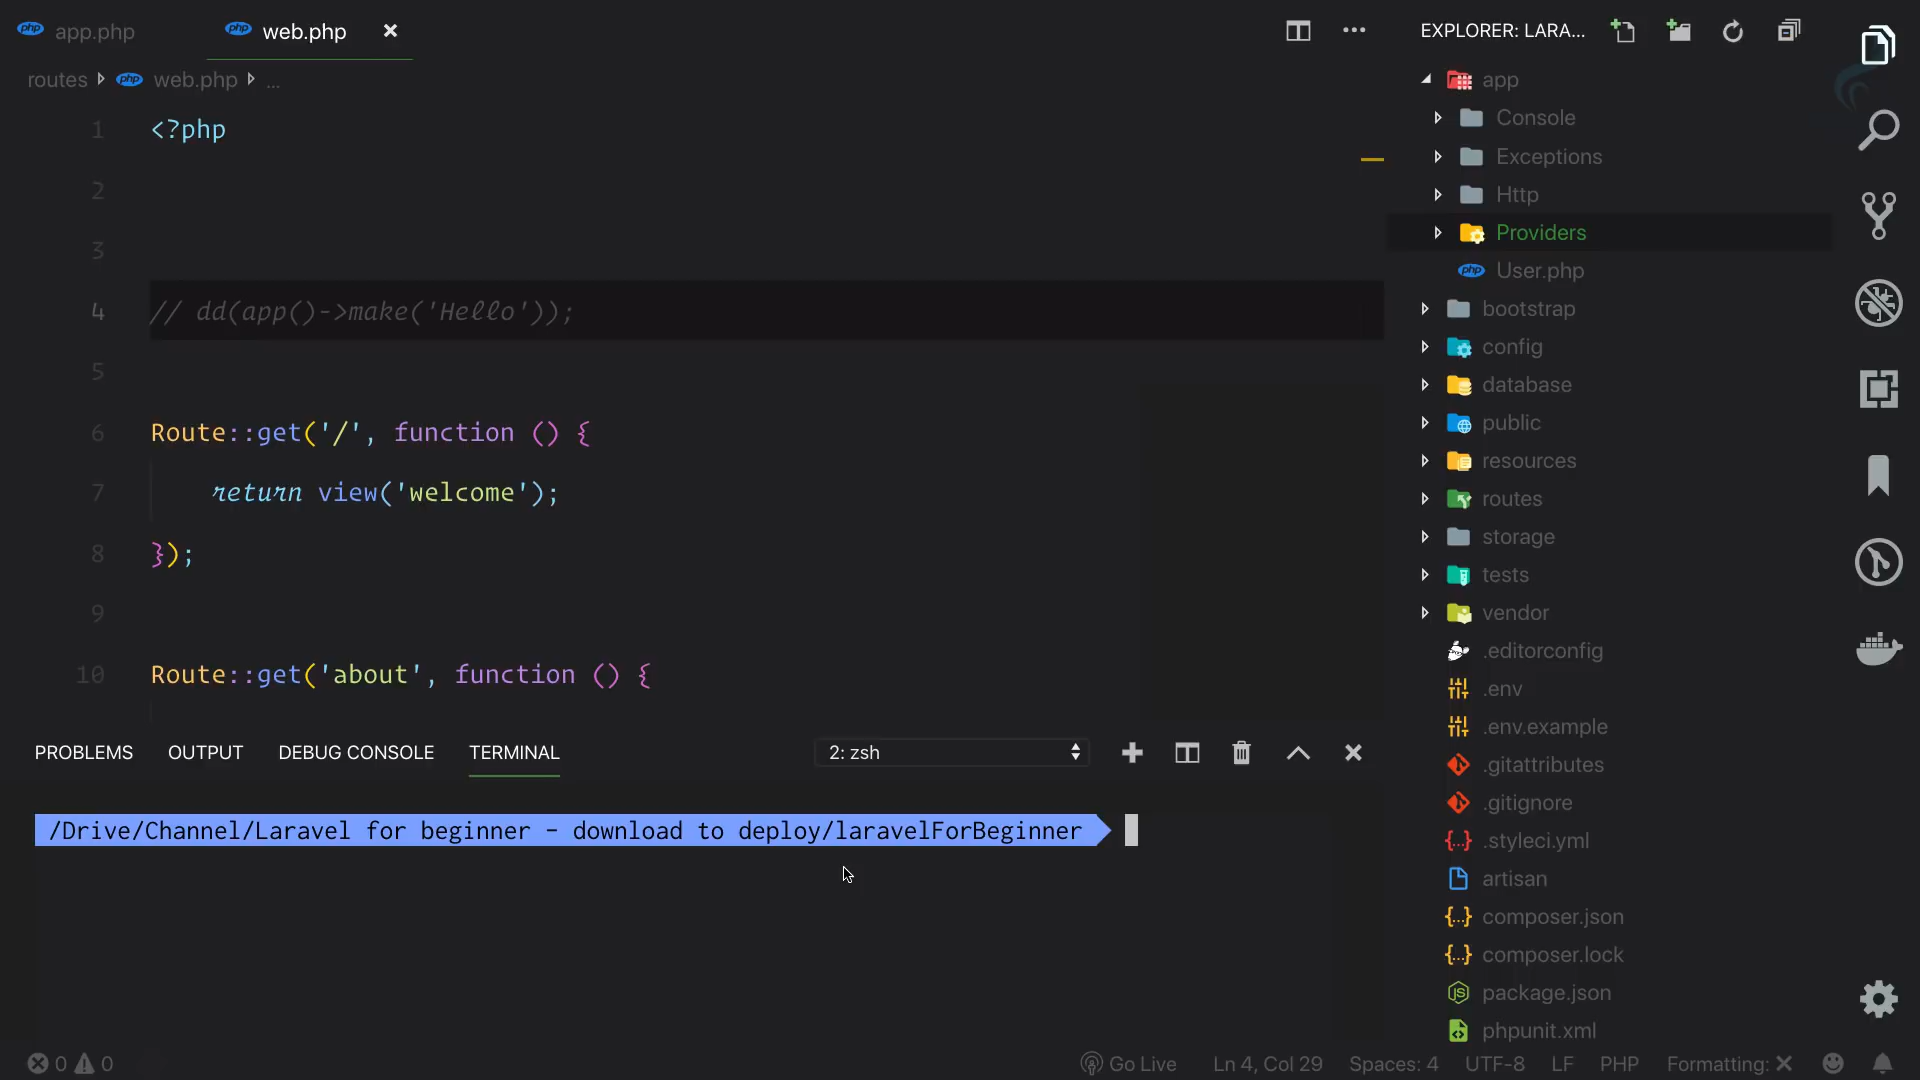 app.php
web.php
EXPLORER: LARA...
routes web.php ...
1 <?php
2
3
4 // dd(app()->make('Hello'));
5
6 Route::get('/', function () {
7 return view('welcome');
8 });
9
10 Route::get('about', function () {
app
Console
Exceptions
Http
Providers
php User.php
bootstrap
config
database
public
resources
routes
storage
tests
vendor
.editorconfig
.env
.env.example
.gitattributes
.gitignore
.styleci.yml
artisan
composer.json
composer.lock
package.json
phpunit.xml
PROBLEMS OUTPUT DEBUG CONSOLE TERMINAL 2: zsh
/Drive/Channel/Laravel for beginner - download to deploy/laravelForBeginner
0 0 Go Live Ln 4, Col 29 Spaces: 4 UTF-8 LF PHP Formatting: